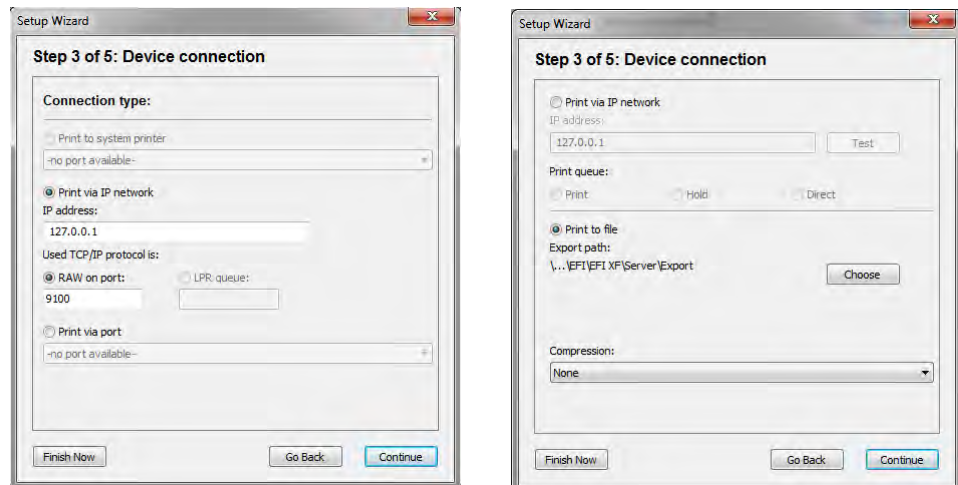 Setup Wizard
Step 3 of 5: Device connection
Connection type:
Print to system printer
-no port available-
Print via IP network
IP address:
127.0.0.1
Used TCP/IP protocol is:
RAW on port:
LPR queue:
9100
Print via port
-no port available-
Finish Now
Go Back
Continue
Setup Wizard
Step 3 of 5: Device connection
Print via IP network
IP address:
127.0.0.1
Test
Print queue:
Print
Hold
Direct
Print to file
Export path:
\...\EFI\EFI XF\Server\Export
Choose
Compression:
None
Finish Now
Go Back
Continue